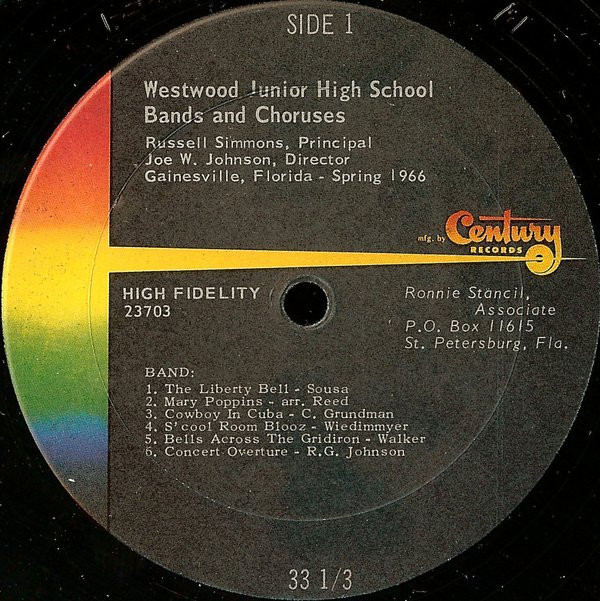 SIDE 1
Westwood Junior High School
Bands and Choruses
Russell Simmons, Principal
Joe W. Johnson, Director
Gainesville, Florida - Spring 1966
mfg. by Century
RECORDS
HIGH FIDELITY
23703
Ronnie Stancil,
Associate
P.O. Box 11615
St. Petersburg, Fla.
BAND:
1. The Liberty Bell - Sousa
2. Mary Poppins - arr. Reed
3. Cowboy In Cuba - C. Grundman
4. S'cool Room Blooz - Wiedimmyer
5. Bells Across The Gridiron - Walker
6. Concert Overture - R.G. Johnson
33 1/3